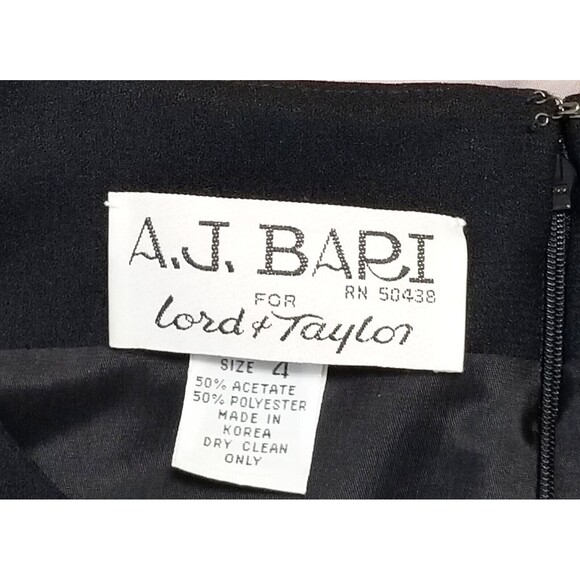 A.J. BARI
FOR RN 50438
Lord & Taylor
SIZE 4
50% ACETATE
50% POLYESTER
MADE IN
KOREA
DRY CLEAN
ONLY